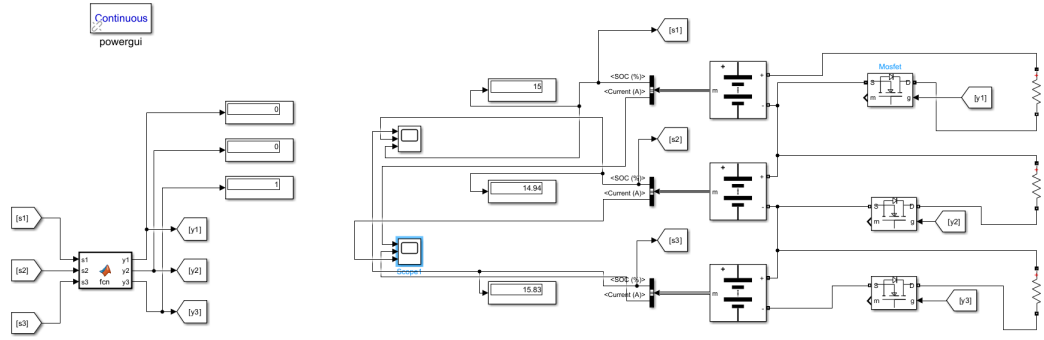 Continuous
powergui
0
0
1
[s1]
[s2]
[s3]
s1
s2
s3
fcn
y1
y2
y3
[y1]
[y2]
[y3]
[s1]
<SOC (%)>
<Current (A)>
15
+
-
m
Mosfet
S
D
m
g
[y1]
+
[s2]
<SOC (%)>
<Current (A)>
14.94
+
+
-
m
S
D
m
g
[y2]
+
[s3]
Scope1
<SOC (%)>
<Current (A)>
15.83
+
+
-
m
S
D
m
g
[y3]
+